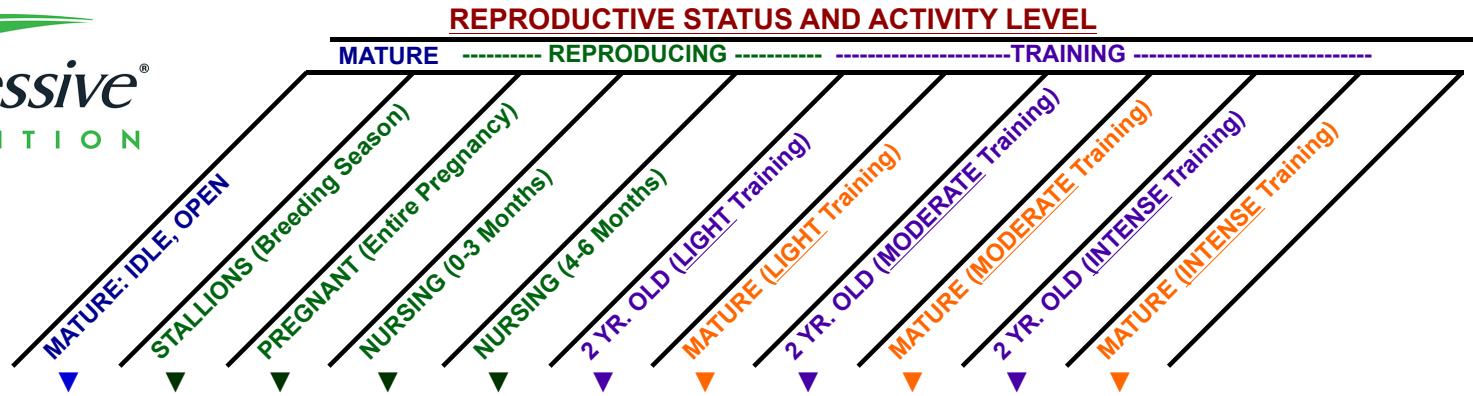 REPRODUCTIVE STATUS AND ACTIVITY LEVEL
MATURE ---------- REPRODUCING ---------- --------------------TRAINING ---------------------------
ssive®
ITION
MATURE: IDLE, OPEN
STALLIONS (Breeding Season)
PREGNANT (Entire Pregnancy)
NURSING (0-3 Months)
NURSING (4-6 Months)
2 YR. OLD (LIGHT Training)
MATURE (LIGHT Training)
2 YR. OLD (MODERATE Training)
MATURE (MODERATE Training)
2 YR. OLD (INTENSE Training)
MATURE (INTENSE Training)